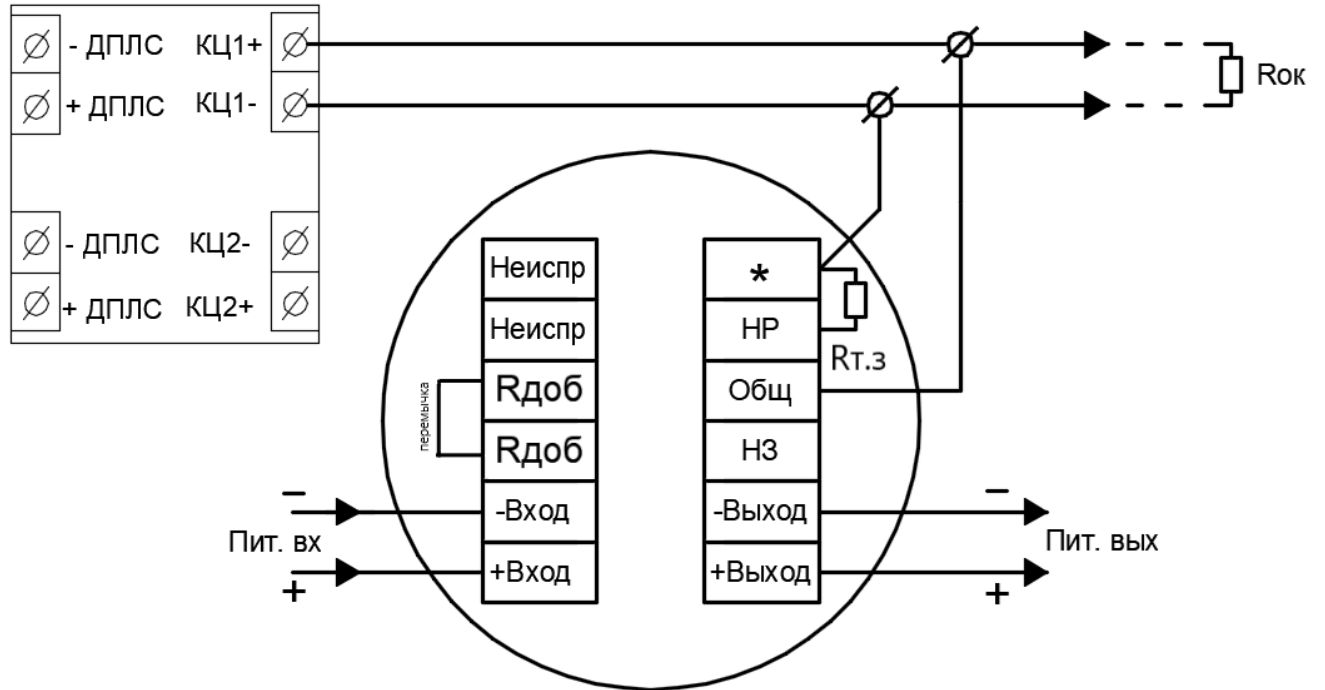 - ДПЛС КЦ1+
+ ДПЛС КЦ1-
Rок
- ДПЛС КЦ2-
+ ДПЛС КЦ2+
Неиспр
*
Неиспр
НР
Rт.з
перемычка
Rдоб
Общ
Rдоб
НЗ
−
-Вход
-Выход
−
Пит. вх
Пит. вых
+
+Вход
+Выход
+